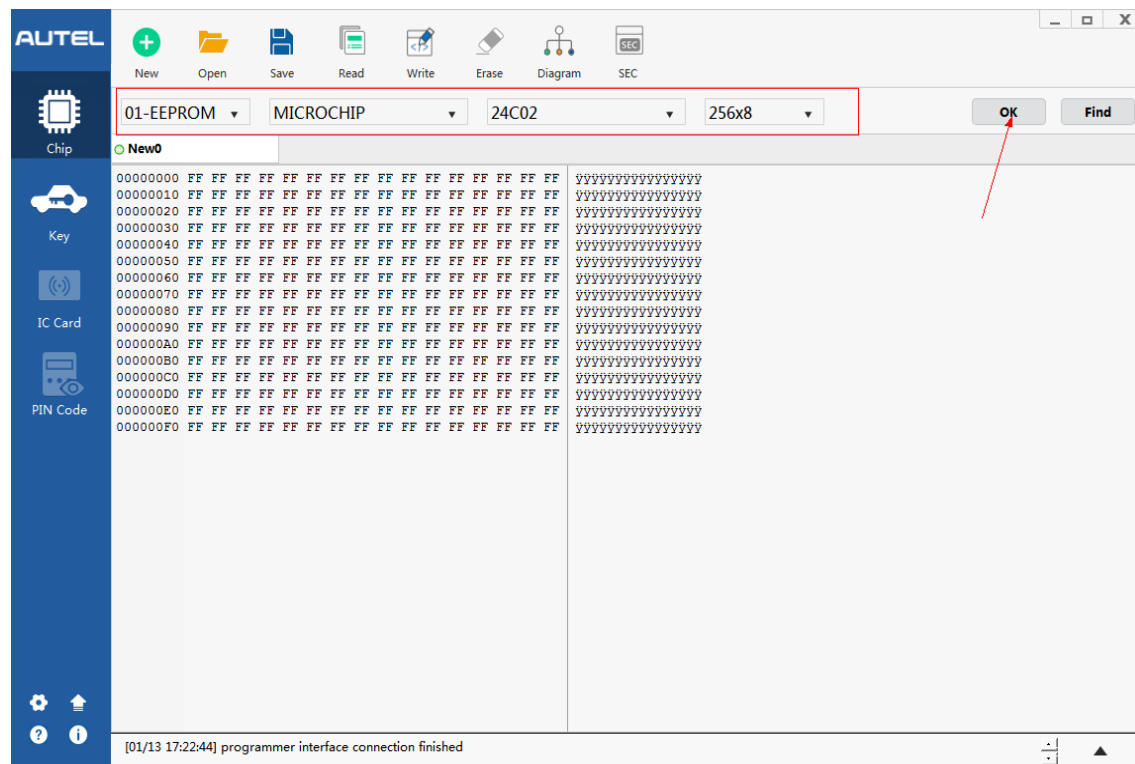 AUTEL
New Open Save Read Write Erase Diagram SEC
SEC
01-EEPROM MICROCHIP 24C02 256x8 OK Find
Chip
New0
00000000 FF FF FF FF FF FF FF FF FF FF FF FF FF FF FF FF ÿÿÿÿÿÿÿÿÿÿÿÿÿÿÿÿ
00000010 FF FF FF FF FF FF FF FF FF FF FF FF FF FF FF FF ÿÿÿÿÿÿÿÿÿÿÿÿÿÿÿÿ
00000020 FF FF FF FF FF FF FF FF FF FF FF FF FF FF FF FF ÿÿÿÿÿÿÿÿÿÿÿÿÿÿÿÿ
00000030 FF FF FF FF FF FF FF FF FF FF FF FF FF FF FF FF ÿÿÿÿÿÿÿÿÿÿÿÿÿÿÿÿ
Key
00000040 FF FF FF FF FF FF FF FF FF FF FF FF FF FF FF FF ÿÿÿÿÿÿÿÿÿÿÿÿÿÿÿÿ
00000050 FF FF FF FF FF FF FF FF FF FF FF FF FF FF FF FF ÿÿÿÿÿÿÿÿÿÿÿÿÿÿÿÿ
00000060 FF FF FF FF FF FF FF FF FF FF FF FF FF FF FF FF ÿÿÿÿÿÿÿÿÿÿÿÿÿÿÿÿ
00000070 FF FF FF FF FF FF FF FF FF FF FF FF FF FF FF FF ÿÿÿÿÿÿÿÿÿÿÿÿÿÿÿÿ
00000080 FF FF FF FF FF FF FF FF FF FF FF FF FF FF FF FF ÿÿÿÿÿÿÿÿÿÿÿÿÿÿÿÿ
IC Card
00000090 FF FF FF FF FF FF FF FF FF FF FF FF FF FF FF FF ÿÿÿÿÿÿÿÿÿÿÿÿÿÿÿÿ
000000A0 FF FF FF FF FF FF FF FF FF FF FF FF FF FF FF FF ÿÿÿÿÿÿÿÿÿÿÿÿÿÿÿÿ
000000B0 FF FF FF FF FF FF FF FF FF FF FF FF FF FF FF FF ÿÿÿÿÿÿÿÿÿÿÿÿÿÿÿÿ
000000C0 FF FF FF FF FF FF FF FF FF FF FF FF FF FF FF FF ÿÿÿÿÿÿÿÿÿÿÿÿÿÿÿÿ
000000D0 FF FF FF FF FF FF FF FF FF FF FF FF FF FF FF FF ÿÿÿÿÿÿÿÿÿÿÿÿÿÿÿÿ
PIN Code
000000E0 FF FF FF FF FF FF FF FF FF FF FF FF FF FF FF FF ÿÿÿÿÿÿÿÿÿÿÿÿÿÿÿÿ
000000F0 FF FF FF FF FF FF FF FF FF FF FF FF FF FF FF FF ÿÿÿÿÿÿÿÿÿÿÿÿÿÿÿÿ
[01/13 17:22:44] programmer interface connection finished